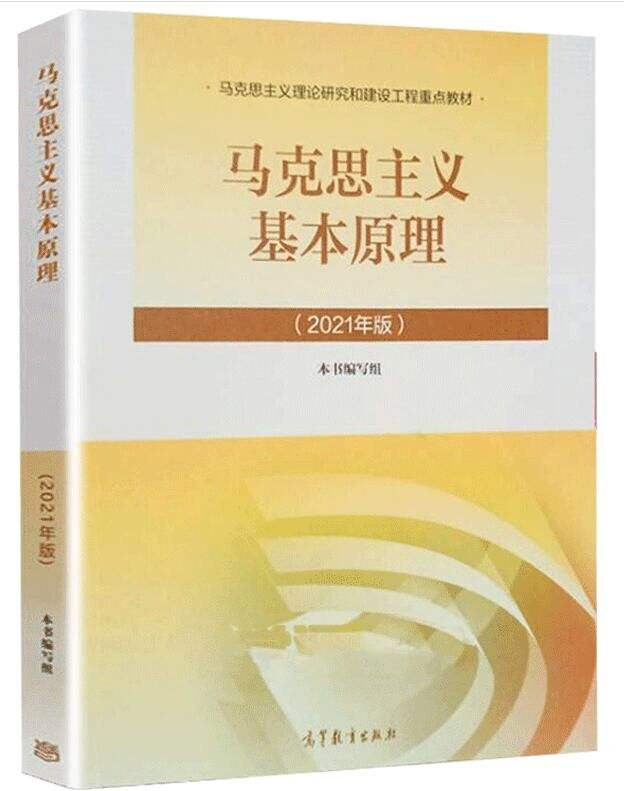 马克思主义基本原理
(2021年版)
本书编写组
·马克思主义理论研究和建设工程重点教材·
马克思主义
基本原理
(2021年版)
本书编写组
高等教育出版社